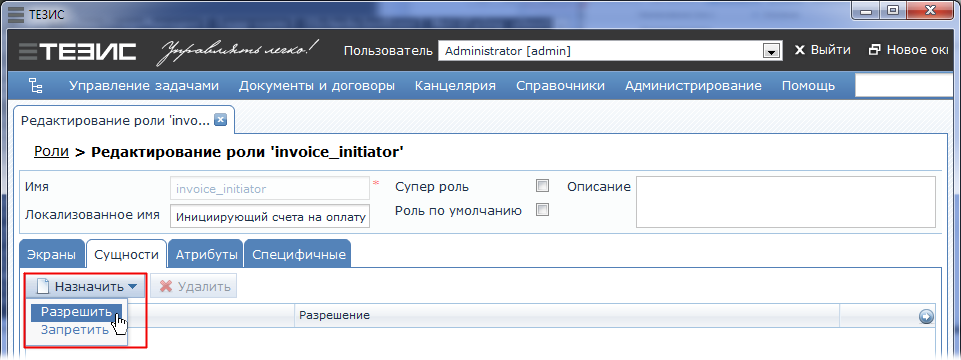 ТЕЗИС
ТЕЗИС Управлять легко! Пользователь Administrator [admin] Выйти Новое ок
Управление задачами Документы и договоры Канцелярия Справочники Администрирование Помощь
Редактирование роли 'invo...
Роли > Редактирование роли 'invoice_initiator'
Имя invoice_initiator * Супер роль Описание
Локализованное имя Инициирующий счета на оплату Роль по умолчанию
Экраны Сущности Атрибуты Специфичные
Назначить Удалить
Разрешить Разрешение
Запретить